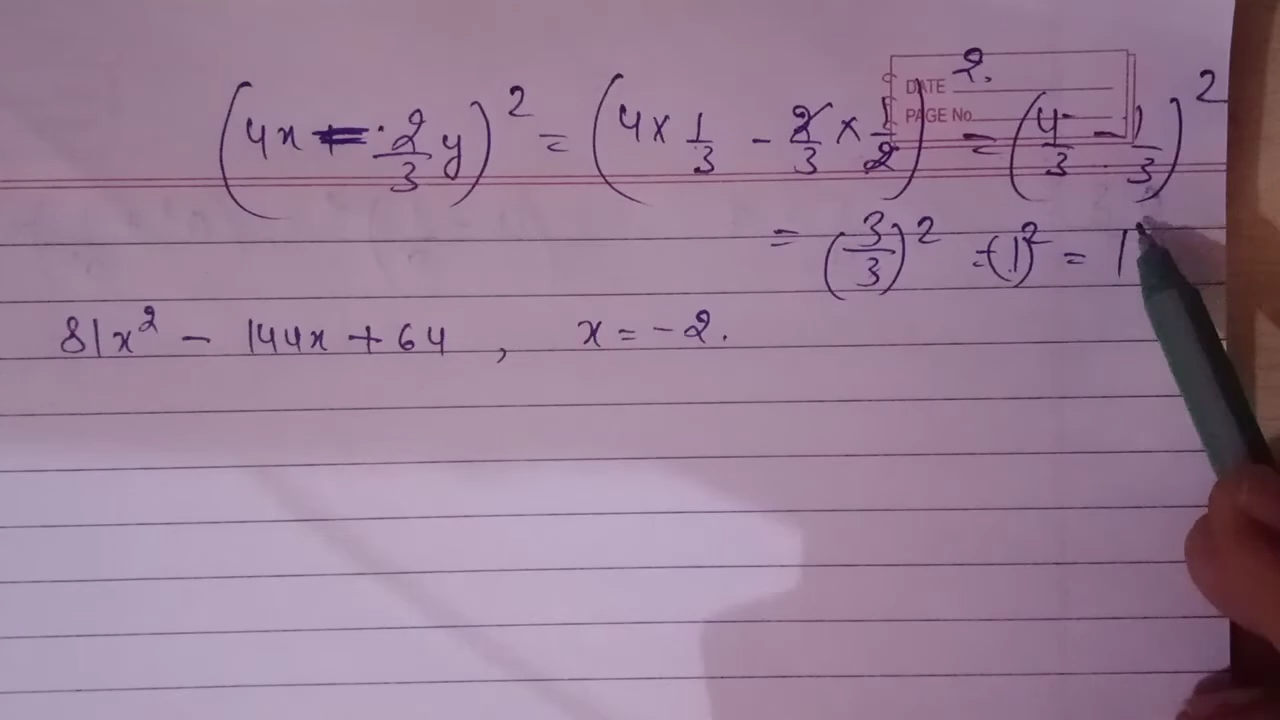 DATE
PAGE No
(4x - 2/3 y)² = (4 × 1/3 - 2/3 × 1/2)² = (4/3 - 1/3)²
= (3/3)² = (1)² = 1
81x² - 144x + 64 , x = -2.